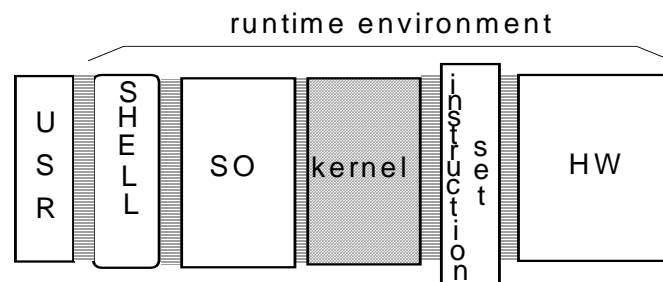 runtime environment
USR
SHELL
SO
kernel
instruction
set
HW